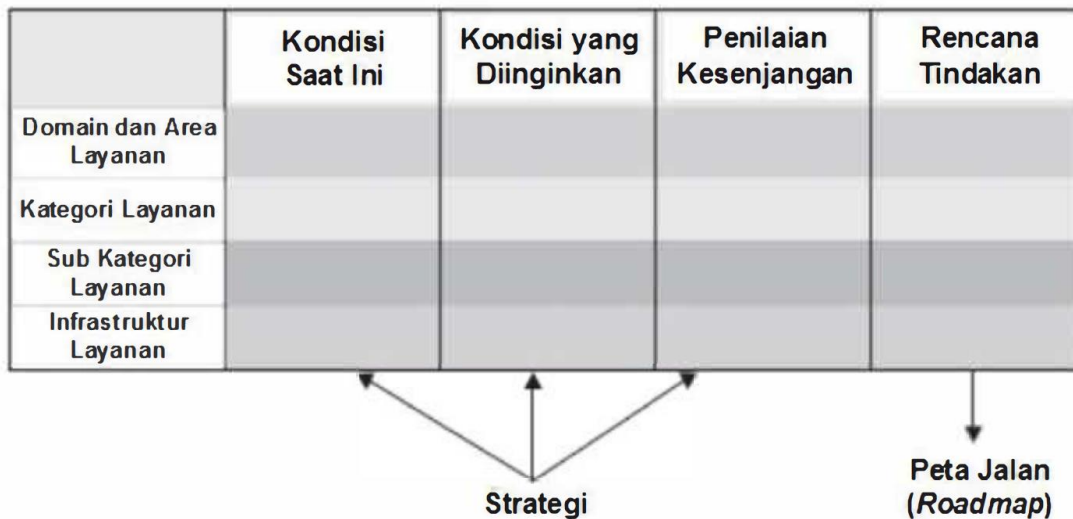 Kondisi
Saat Ini
Kondisi yang
Diinginkan
Penilaian
Kesenjangan
Rencana
Tindakan
Domain dan Area
Layanan
Kategori Layanan
Sub Kategori
Layanan
Infrastruktur
Layanan
Strategi
Peta Jalan
(Roadmap)